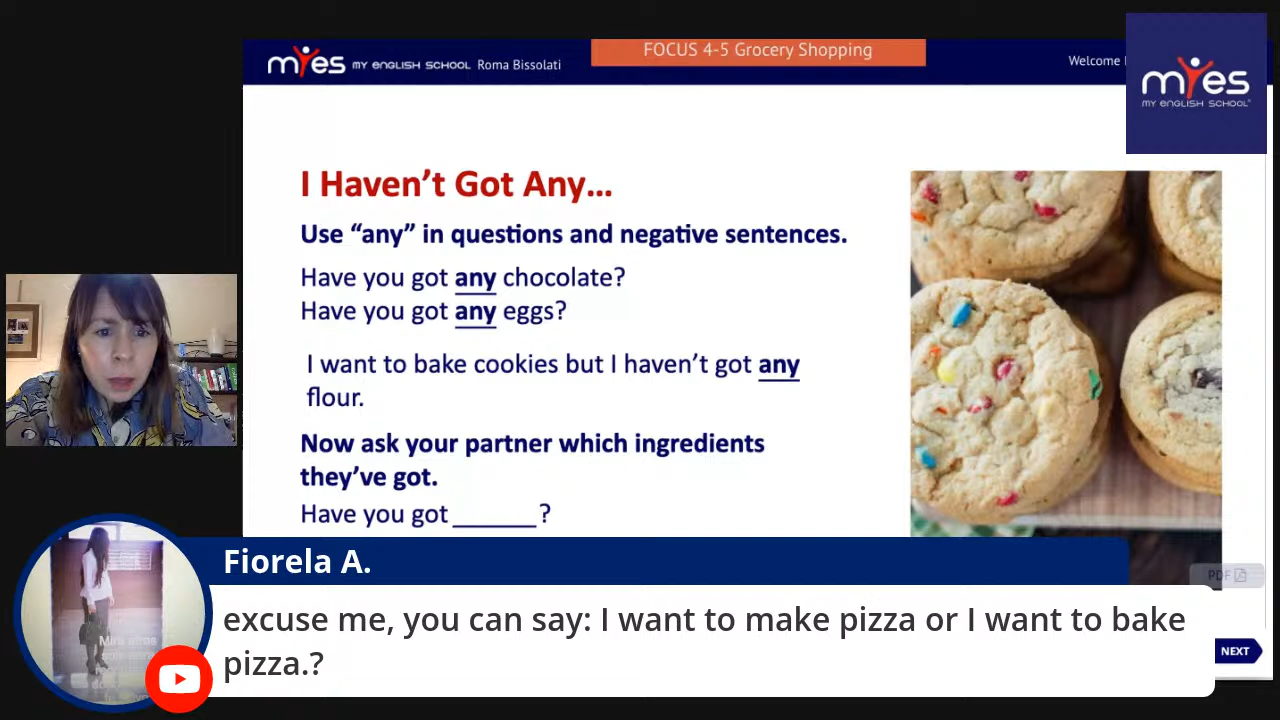 myes MY ENGLISH SCHOOL Roma Bissolati
FOCUS 4-5 Grocery Shopping
Welcome
myes
MY ENGLISH SCHOOL
I Haven't Got Any...
Use “any” in questions and negative sentences.
Have you got any chocolate?
Have you got any eggs?
I want to bake cookies but I haven't got any
flour.
Now ask your partner which ingredients
they've got.
Have you got ______?
PDF
Fiorela A.
excuse me, you can say: I want to make pizza or I want to bake
pizza.?
NEXT